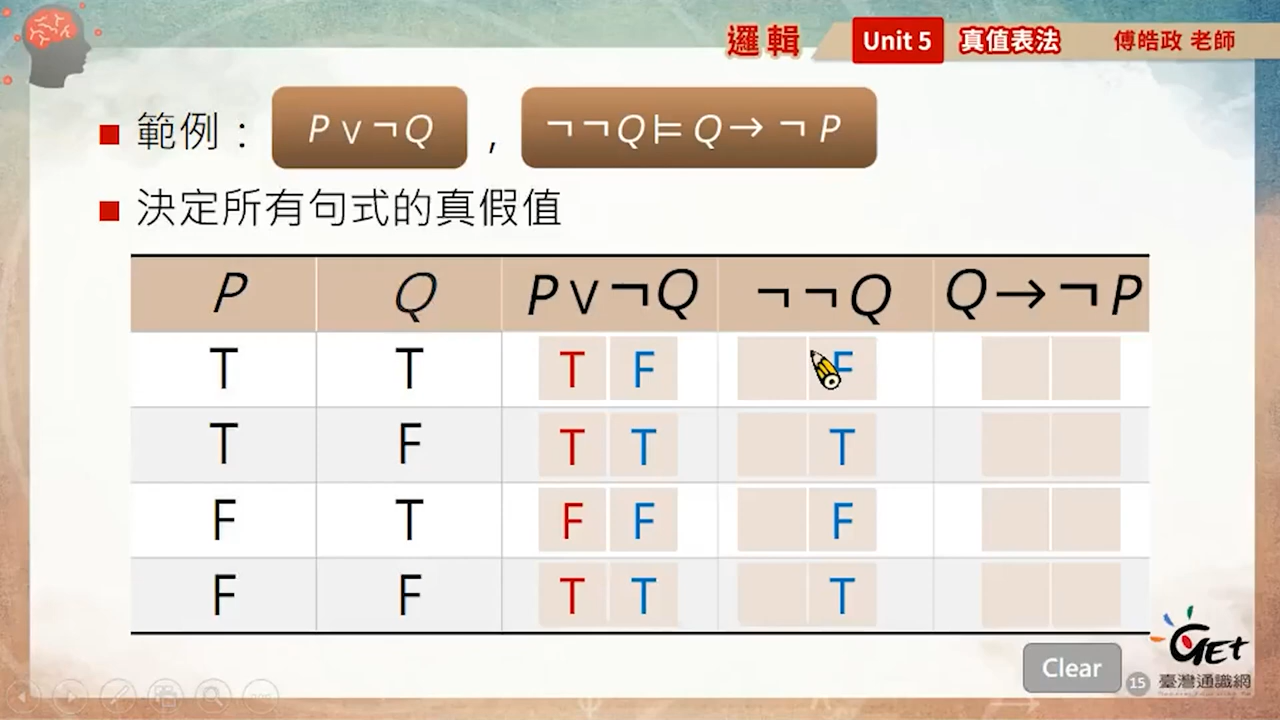 邏輯 Unit 5 真值表法 傅皓政 老師
範例： P ∨ ¬Q ， ¬¬Q ⊨ Q → ¬P
決定所有句式的真假值
P Q P ∨ ¬Q ¬¬Q Q → ¬P
T T T F F
T F T T T
F T F F F
F F T T T
Clear 15 GET
臺灣通識網